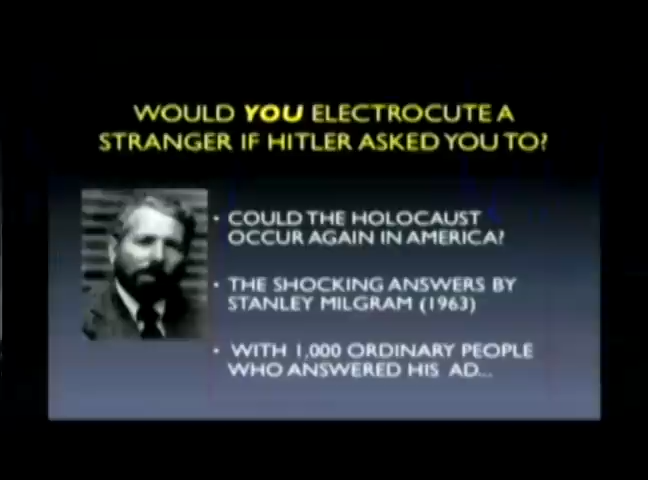 WOULD YOU ELECTROCUTE A
STRANGER IF HITLER ASKED YOU TO?
• COULD THE HOLOCAUST
OCCUR AGAIN IN AMERICA?
• THE SHOCKING ANSWERS BY
STANLEY MILGRAM (1963)
• WITH 1,000 ORDINARY PEOPLE
WHO ANSWERED HIS AD...